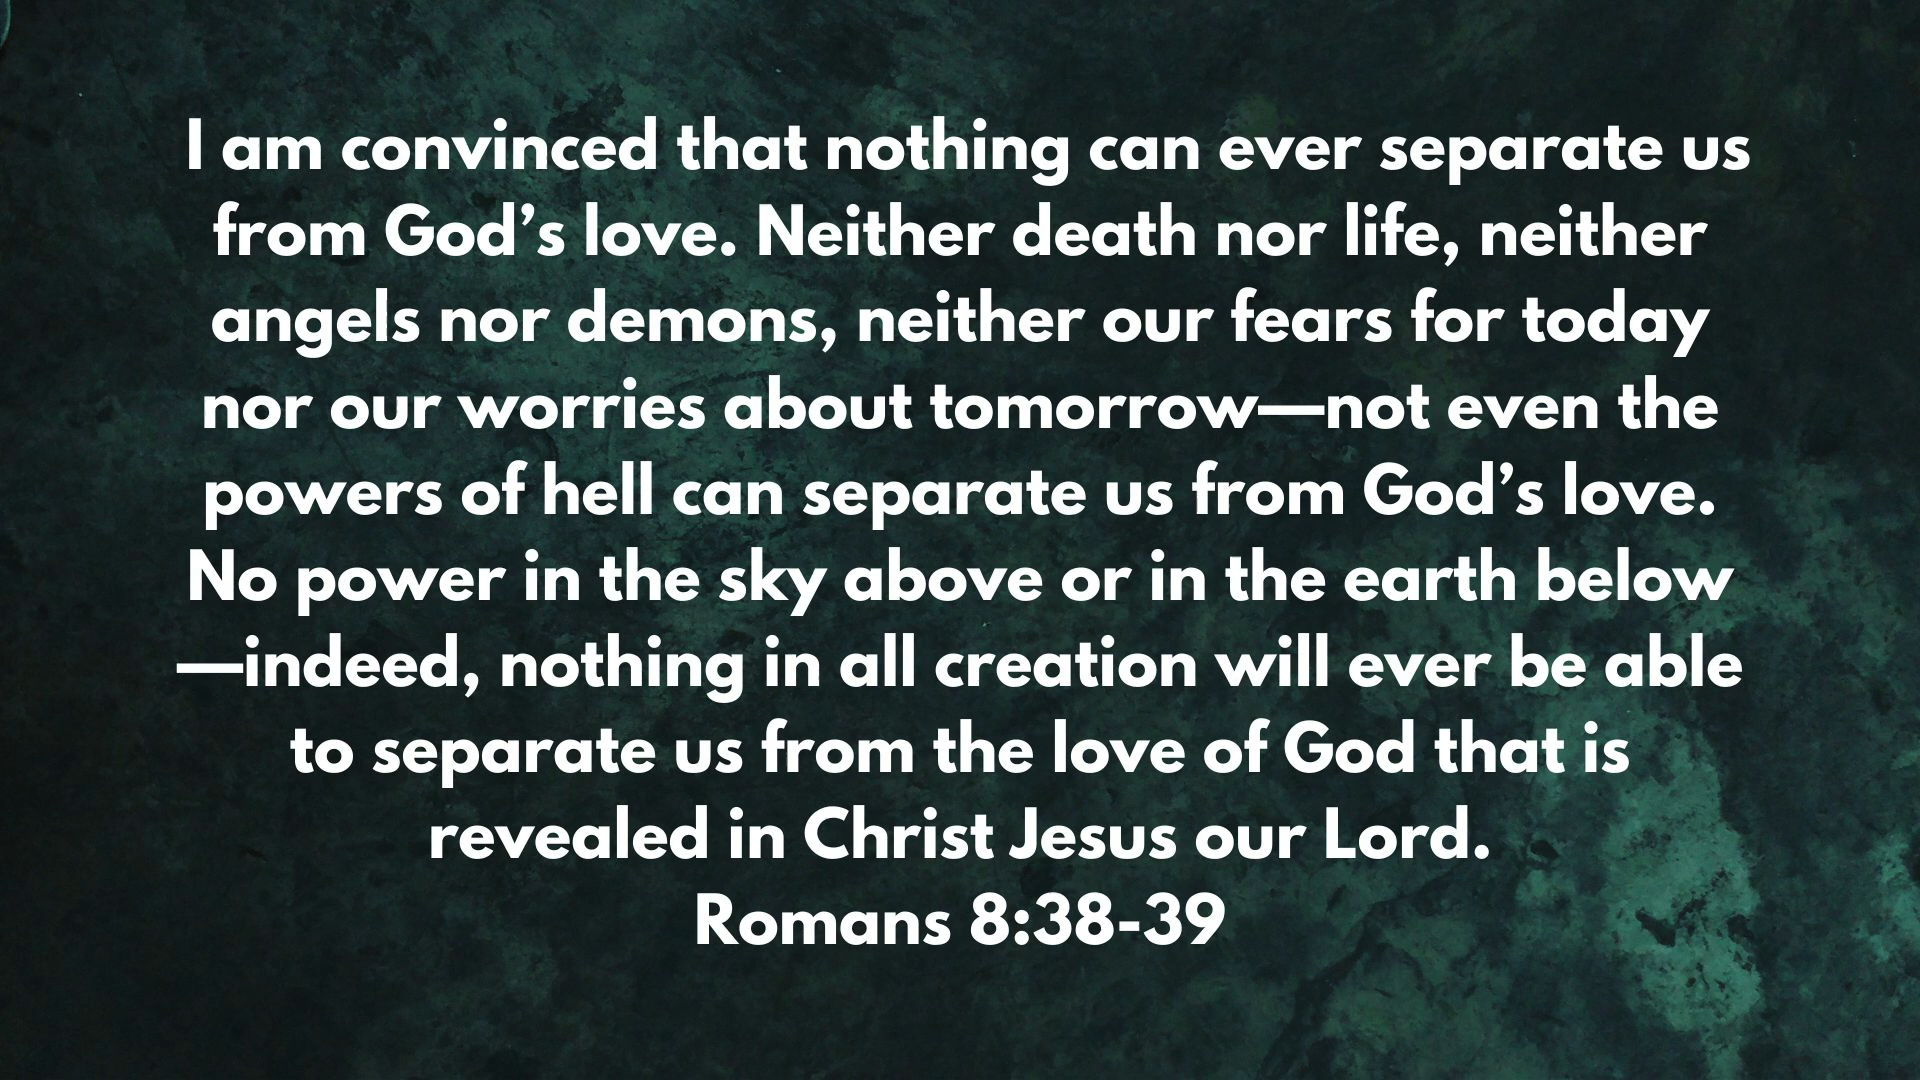 I am convinced that nothing can ever separate us
from God’s love. Neither death nor life, neither
angels nor demons, neither our fears for today
nor our worries about tomorrow—not even the
powers of hell can separate us from God’s love.
No power in the sky above or in the earth below
—indeed, nothing in all creation will ever be able
to separate us from the love of God that is
revealed in Christ Jesus our Lord.
Romans 8:38-39